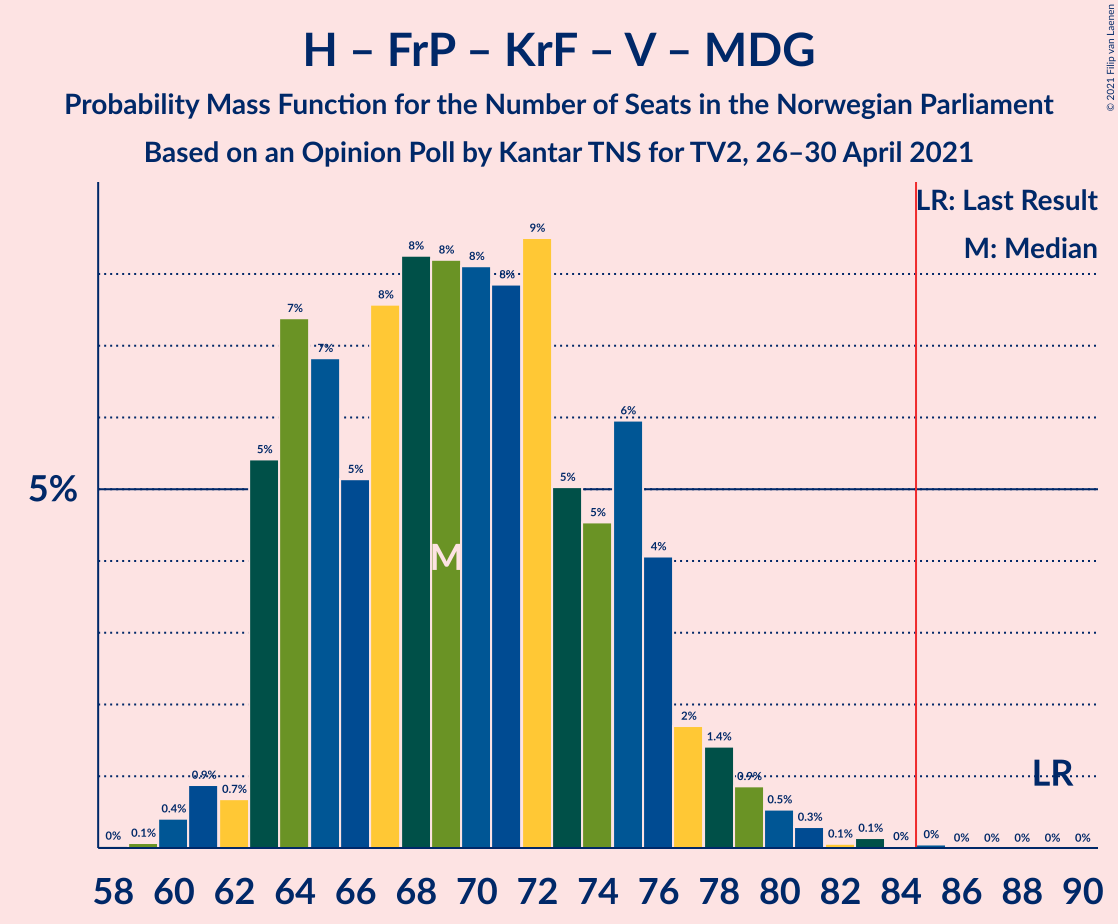 H – FrP – KrF – V – MDG
Probability Mass Function for the Number of Seats in the Norwegian Parliament
Based on an Opinion Poll by Kantar TNS for TV2, 26–30 April 2021
© 2021 Filip van Laenen
LR: Last Result
M: Median
5%
0% 0.1% 0.4% 0.9% 0.7% 5% 7% 7% 5% 8% 8% 8% 8% 8% 9% 5% 5% 6% 4% 2% 1.4% 0.9% 0.5% 0.3% 0.1% 0.1% 0% 0% 0% 0% 0% 0% 0%
M
LR
58 60 62 64 66 68 70 72 74 76 78 80 82 84 86 88 90